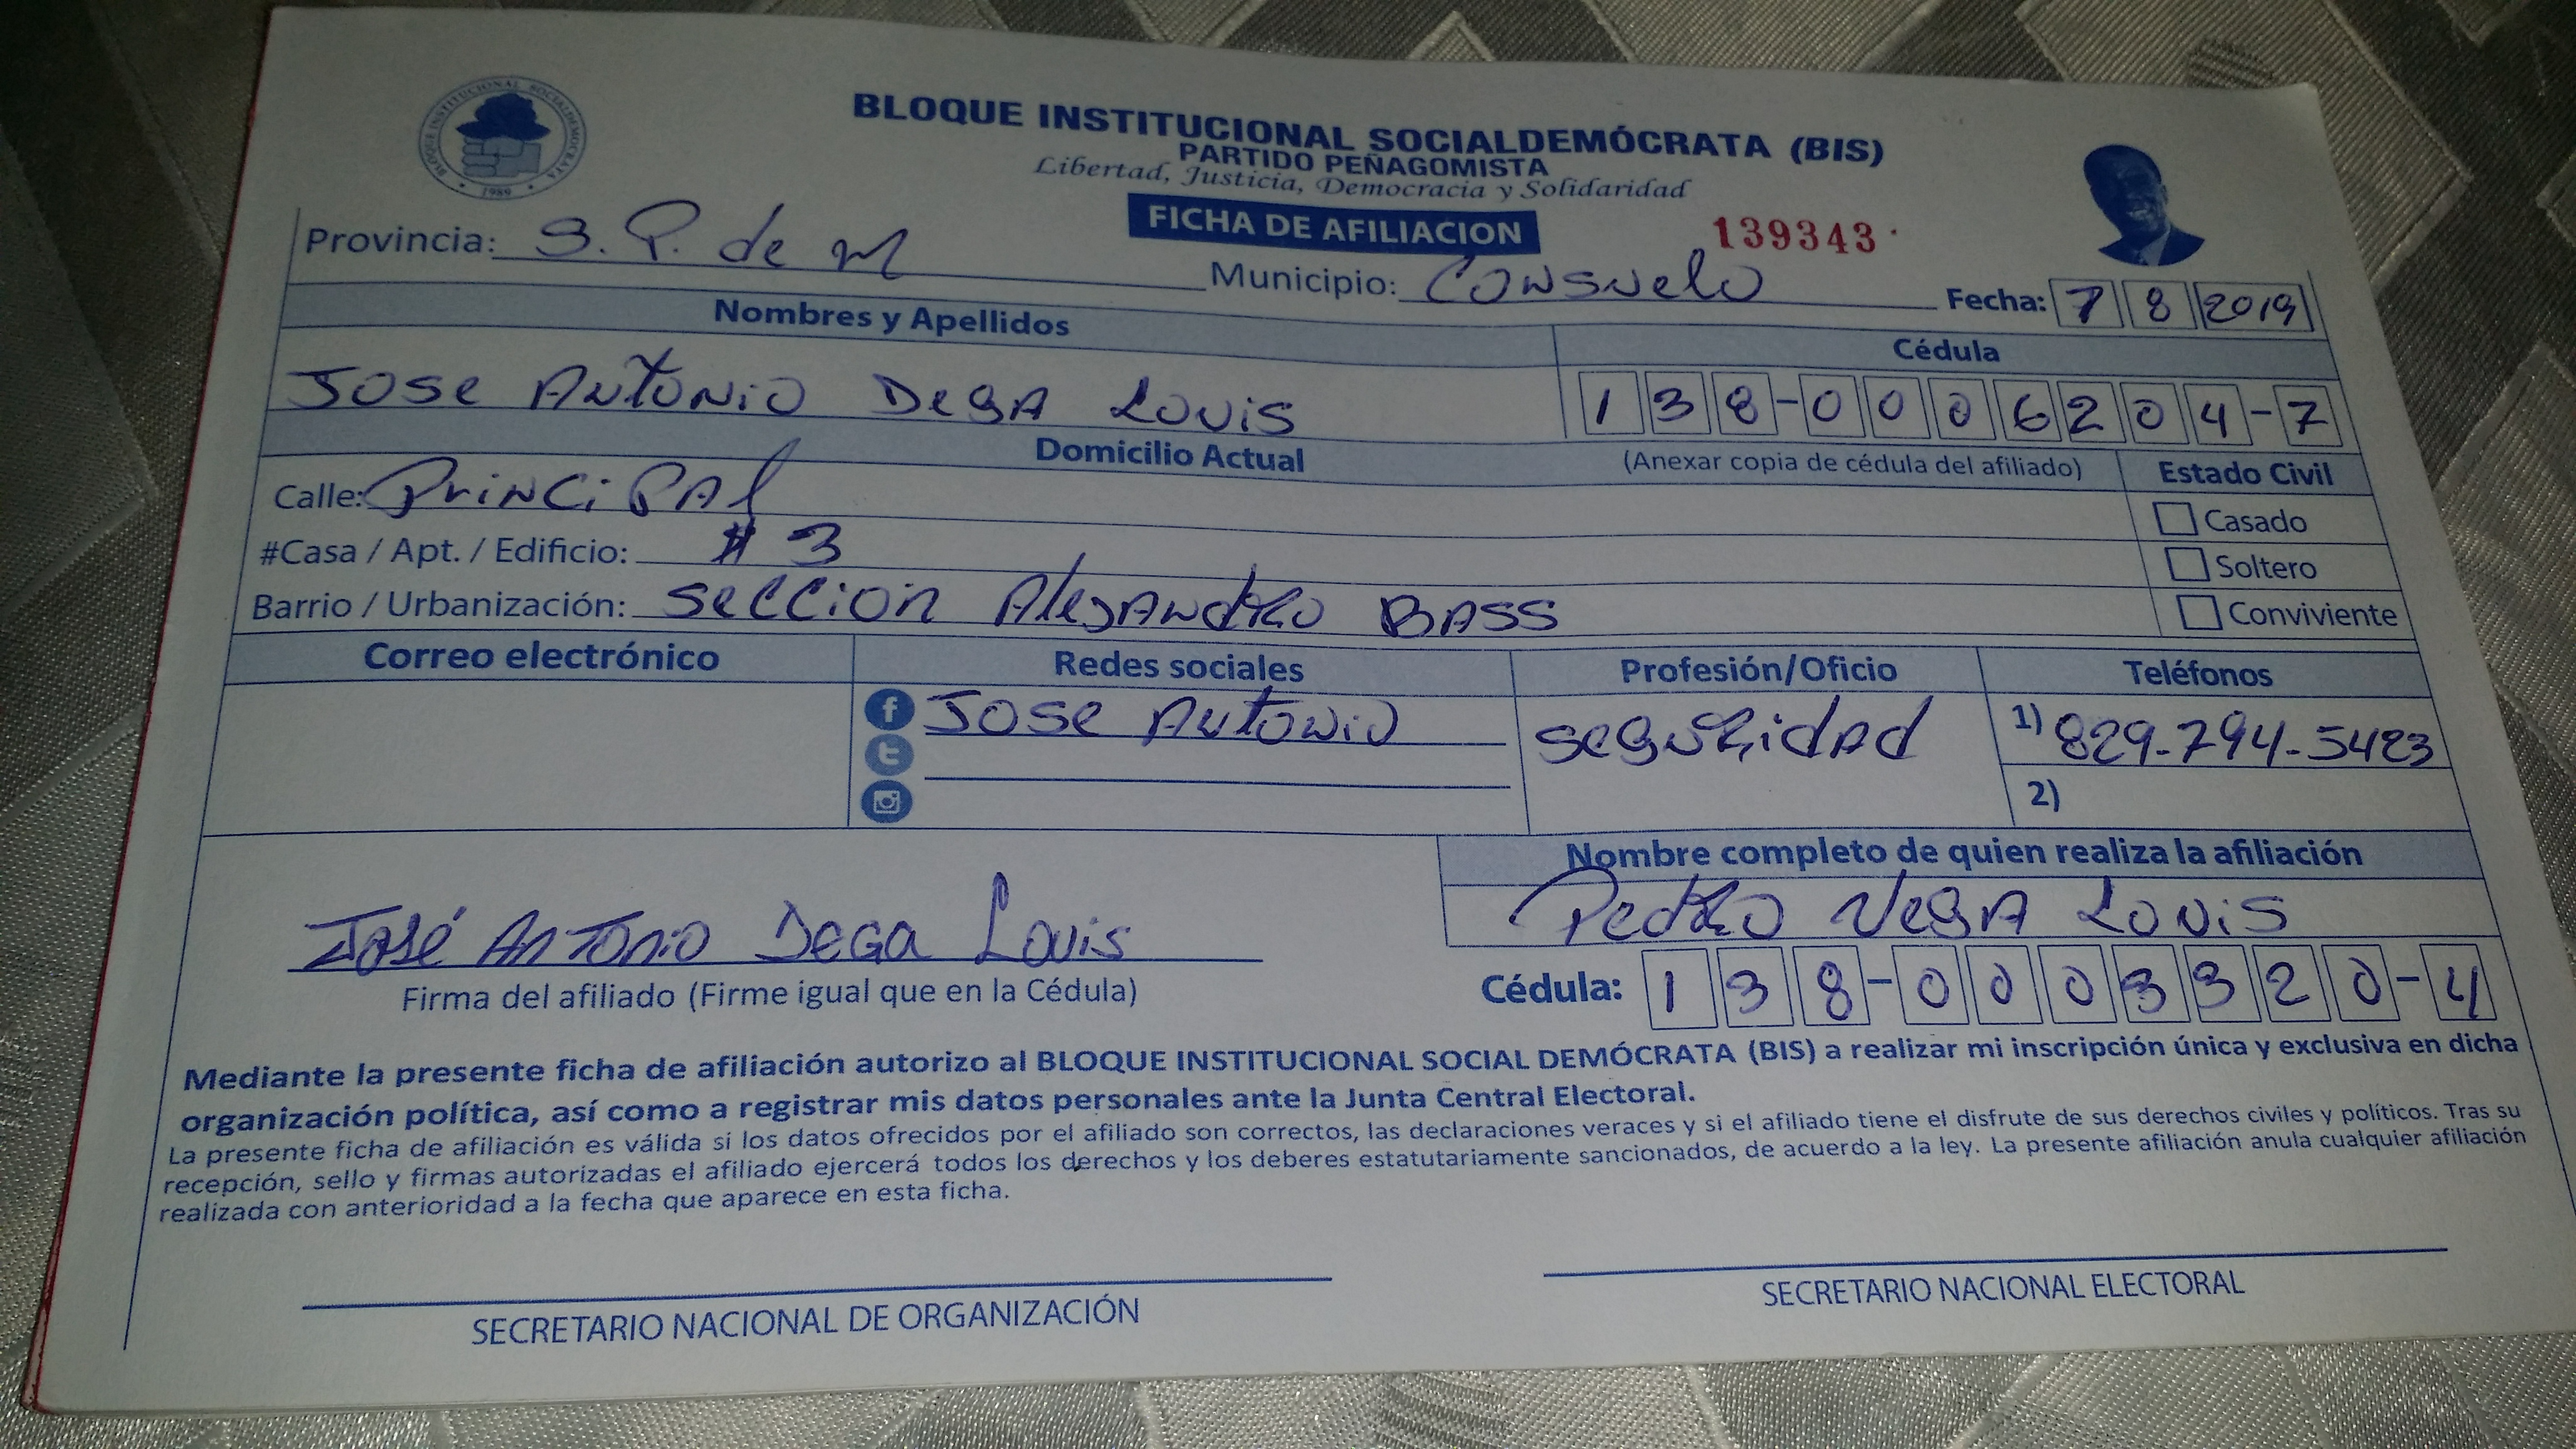 BLOQUE INSTITUCIONAL SOCIALDEMOCRATA
1989
BLOQUE INSTITUCIONAL SOCIALDEMÓCRATA (BIS)
PARTIDO PEÑAGOMISTA
Libertad, Justicia, Democracia y Solidaridad
FICHA DE AFILIACION
139343
Provincia: S. P. de M
Municipio: Consuelo
Fecha: 7 8 2019
Nombres y Apellidos
Cédula
Jose Antonio Dega Louis
138-0006204-7
Domicilio Actual
(Anexar copia de cédula del afiliado)
Estado Civil
Calle: Principal
Casado
#Casa / Apt. / Edificio: # 3
Soltero
Barrio / Urbanización: Seccion Alejandro Bass
Conviviente
Correo electrónico
Redes sociales
Profesión/Oficio
Teléfonos
Jose Antonio
Seguridad
1) 829-794-5423
2)
Nombre completo de quien realiza la afiliación
José Antonio Dega Louis
Pedro Vega Louis
Firma del afiliado (Firme igual que en la Cédula)
Cédula: 138-0003320-4
Mediante la presente ficha de afiliación autorizo al BLOQUE INSTITUCIONAL SOCIAL DEMÓCRATA (BIS) a realizar mi inscripción única y exclusiva en dicha
organización política, así como a registrar mis datos personales ante la Junta Central Electoral.
La presente ficha de afiliación es válida si los datos ofrecidos por el afiliado son correctos, las declaraciones veraces y si el afiliado tiene el disfrute de sus derechos civiles y políticos. Tras su
recepción, sello y firmas autorizadas el afiliado ejercerá todos los derechos y los deberes estatutariamente sancionados, de acuerdo a la ley. La presente afiliación anula cualquier afiliación
realizada con anterioridad a la fecha que aparece en esta ficha.
SECRETARIO NACIONAL DE ORGANIZACIÓN
SECRETARIO NACIONAL ELECTORAL